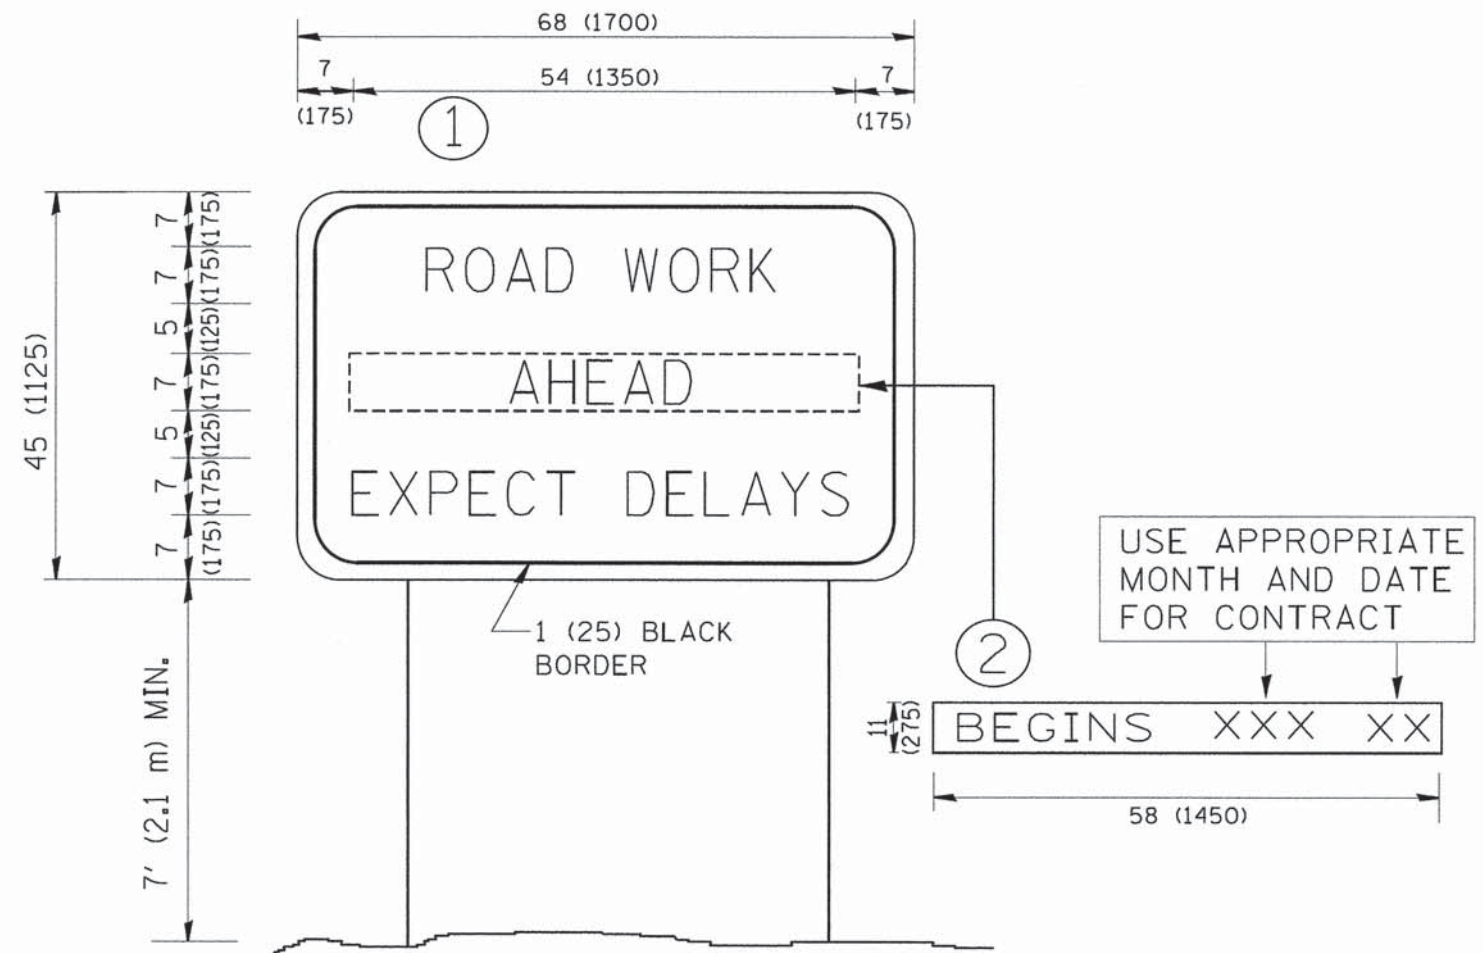 68 (1700)
7
54 (1350)
7
(175)
(175)
1
45 (1125)
7
(175)
7
(175)
5
(125)
7
(175)
5
(125)
7
(175)
7
(175)
ROAD WORK
AHEAD
EXPECT DELAYS
1 (25) BLACK
BORDER
7' (2.1 m) MIN.
2
USE APPROPRIATE
MONTH AND DATE
FOR CONTRACT
11
(275)
BEGINS XXX XX
58 (1450)